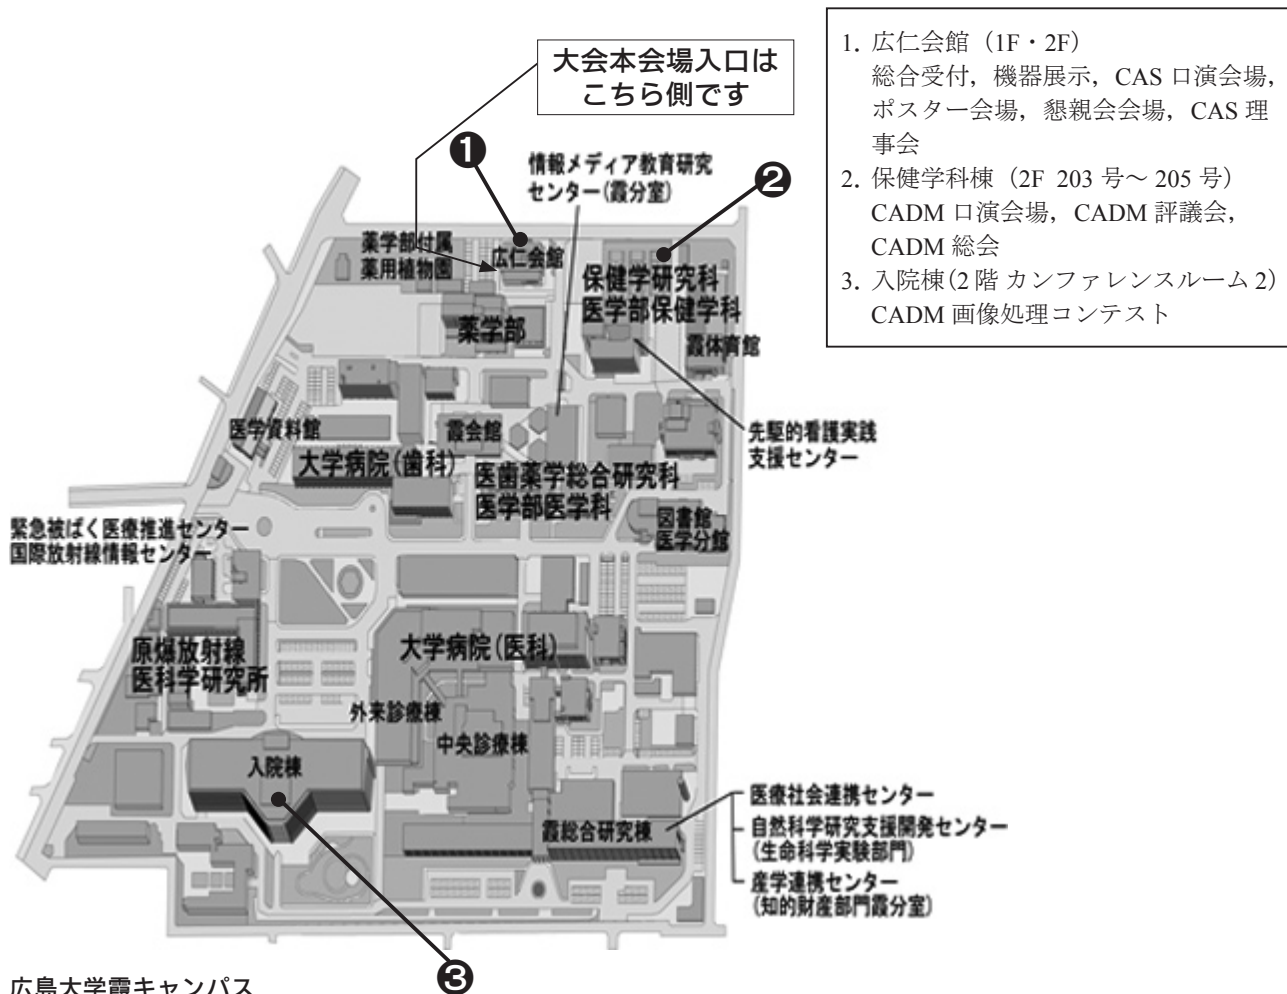 大会本会場入口は
こちら側です
1. 広仁会館（1F・2F）
総合受付，機器展示，CAS 口演会場，
ポスター会場，懇親会会場，CAS 理
事会
2. 保健学科棟（2F 203 号～ 205 号）
CADM 口演会場，CADM 評議会，
CADM 総会
3. 入院棟（2 階 カンファレンスルーム 2）
CADM 画像処理コンテスト
❶
❷
情報メディア教育研究
センター(霞分室)
薬学部付属
薬用植物園
広仁会館
保健学研究科
医学部保健学科
薬学部
霞体育館
医学資料館
霞会館
先駆的看護実践
支援センター
大学病院(歯科)
医歯薬学総合研究科
医学部医学科
図書館
医学分館
緊急被ばく医療推進センター
国際放射線情報センター
原爆放射線
医科学研究所
大学病院(医科)
外来診療棟
中央診療棟
入院棟
霞総合研究棟
医療社会連携センター
自然科学研究支援開発センター
(生命科学実験部門)
産学連携センター
(知的財産部門霞分室)
❸
広島大学霞キャンパス